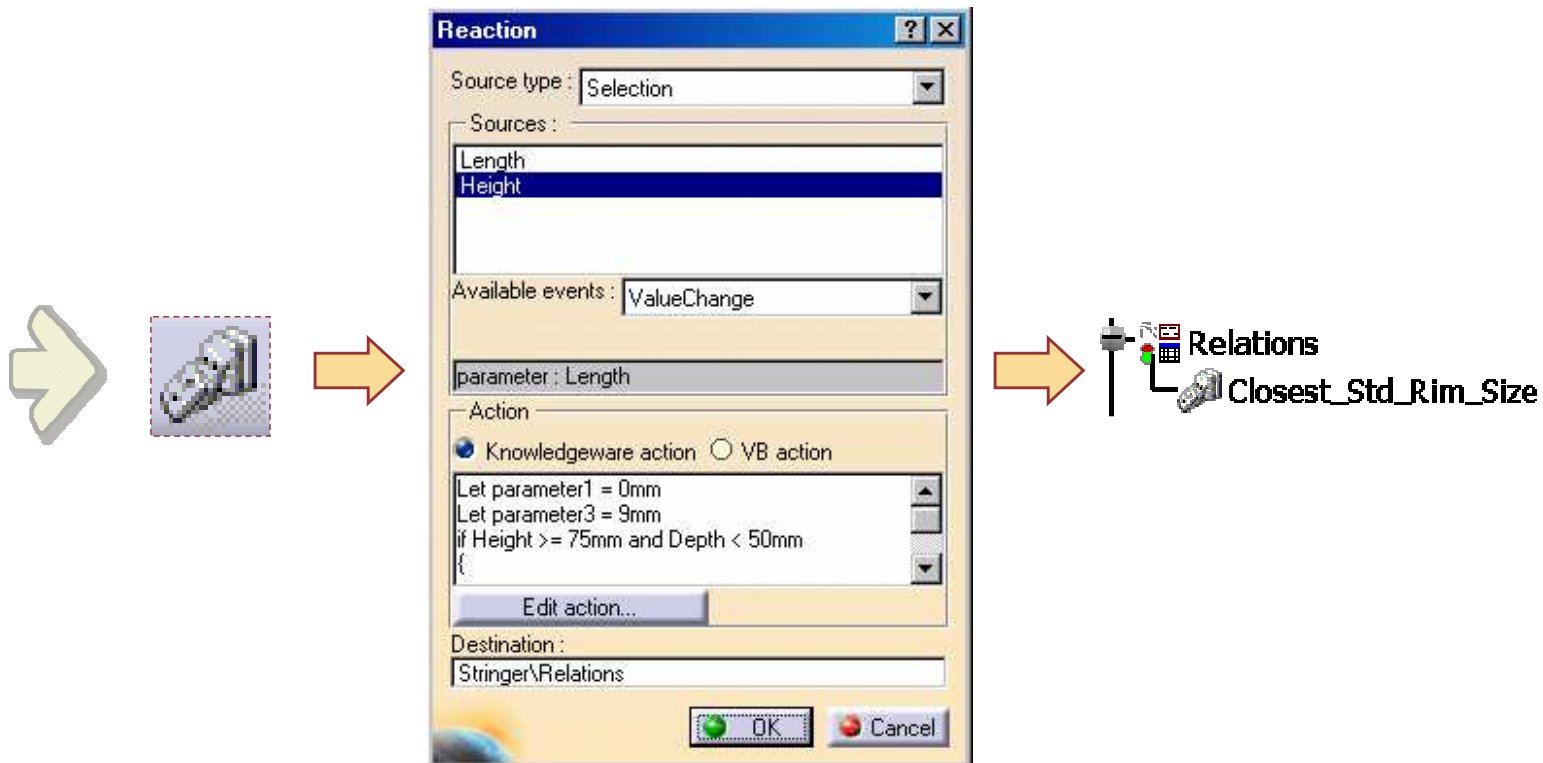 Reaction
Source type : Selection
Sources :
Length
Height
Available events : ValueChange
parameter : Length
Action
Knowledgeware action VB action
Let parameter1 = 0mm
Let parameter3 = 9mm
if Height >= 75mm and Depth < 50mm
{
Edit action...
Destination :
Stringer\Relations
OK Cancel
Relations
Closest_Std_Rim_Size